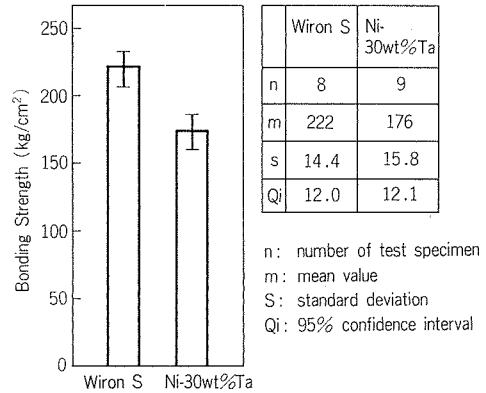 Bonding Strength (kg/cm²)
250
200
150
100
50
0
Wiron S Ni-30wt%Ta
Wiron S Ni-30wt%Ta
n 8 9
m 222 176
s 14.4 15.8
Qi 12.0 12.1
n: number of test specimen
m: mean value
S: standard deviation
Qi: 95% confidence interval